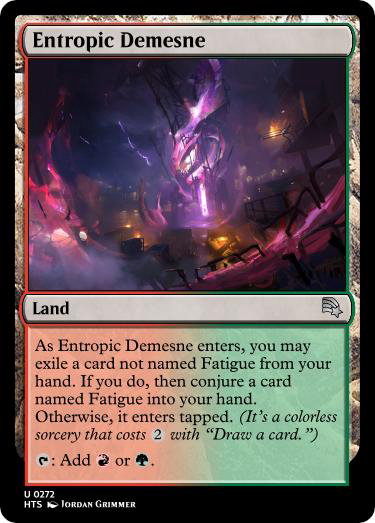 Entropic Demesne
Land
As Entropic Demesne enters, you may
exile a card not named Fatigue from your
hand. If you do, then conjure a card
named Fatigue into your hand.
Otherwise, it enters tapped. (It's a colorless
sorcery that costs 2 with “Draw a card.”)
: Add or .
U 0272
HTS Jordan Grimmer